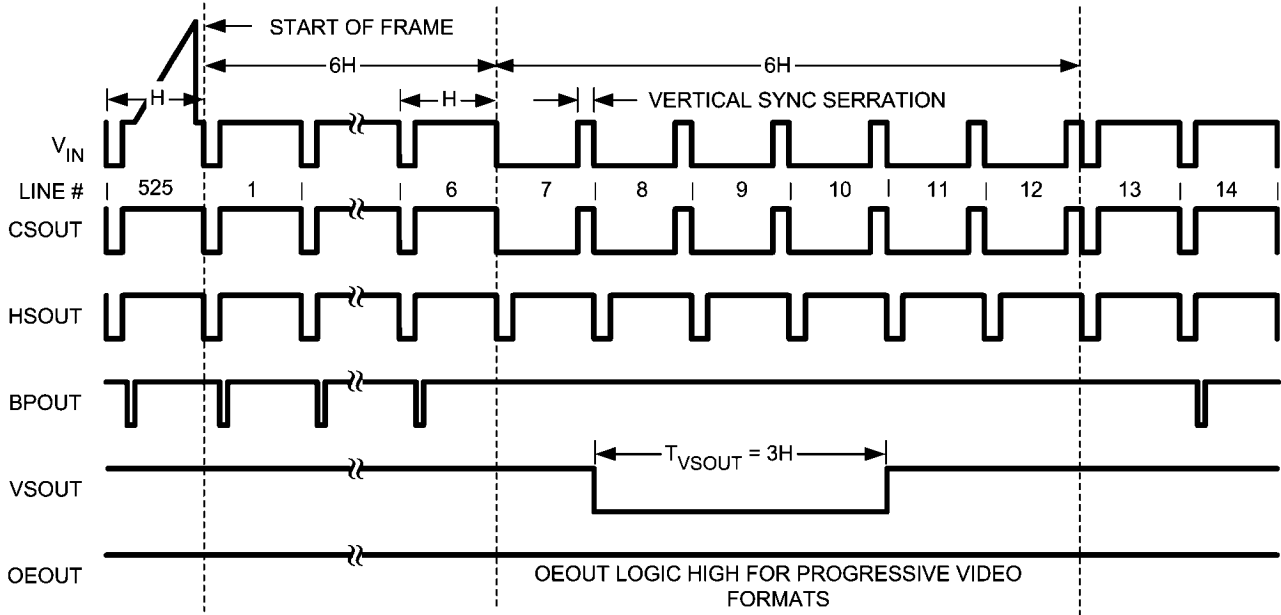 START OF FRAME
6H
6H
H
H
VERTICAL SYNC SERRATION
VIN
LINE # 525 1 6 7 8 9 10 11 12 13 14
CSOUT
HSOUT
BPOUT
TVSOUT = 3H
VSOUT
OEOUT
OEOUT LOGIC HIGH FOR PROGRESSIVE VIDEO
FORMATS